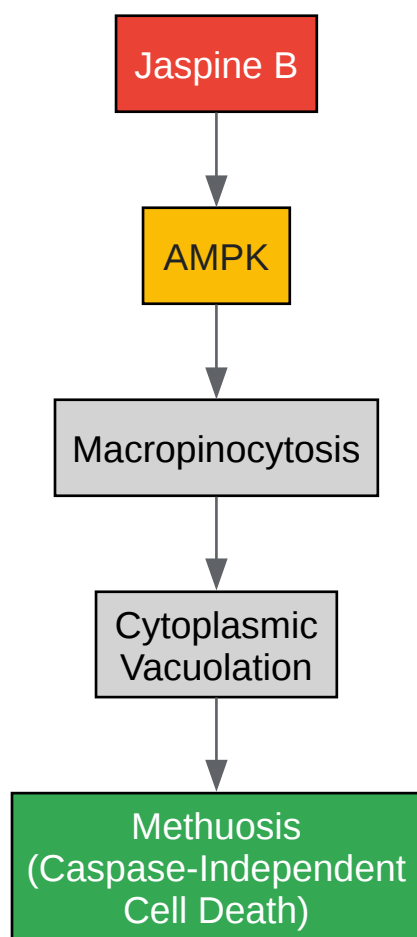 Jaspine B
AMPK
Macropinocytosis
Cytoplasmic
Vacuolation
Methuosis
(Caspase-Independent
Cell Death)